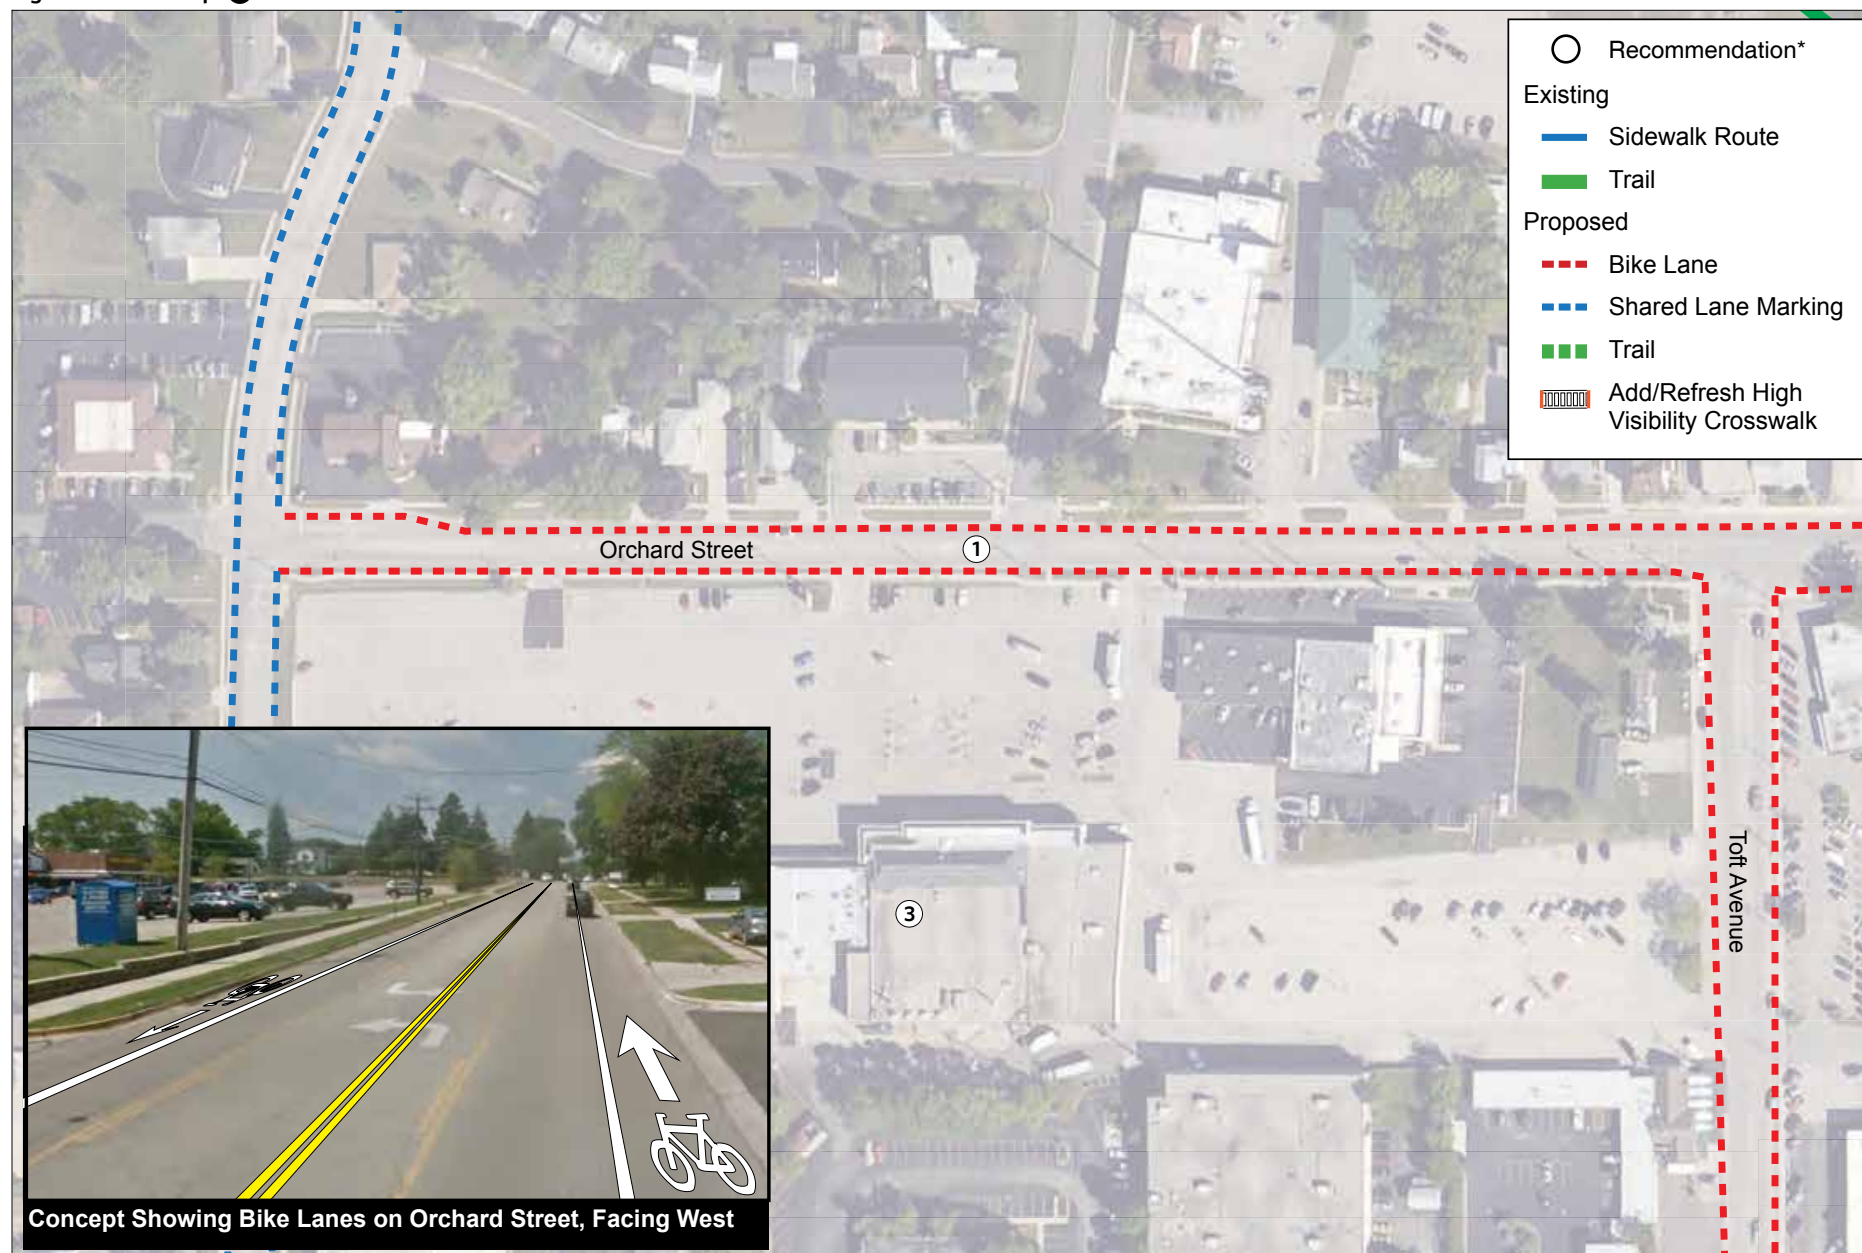 Recommendation*
Existing
Sidewalk Route
Trail
Proposed
Bike Lane
Shared Lane Marking
Trail
Add/Refresh High
Visibility Crosswalk
Orchard Street
1
3
Toft Avenue
Concept Showing Bike Lanes on Orchard Street, Facing West